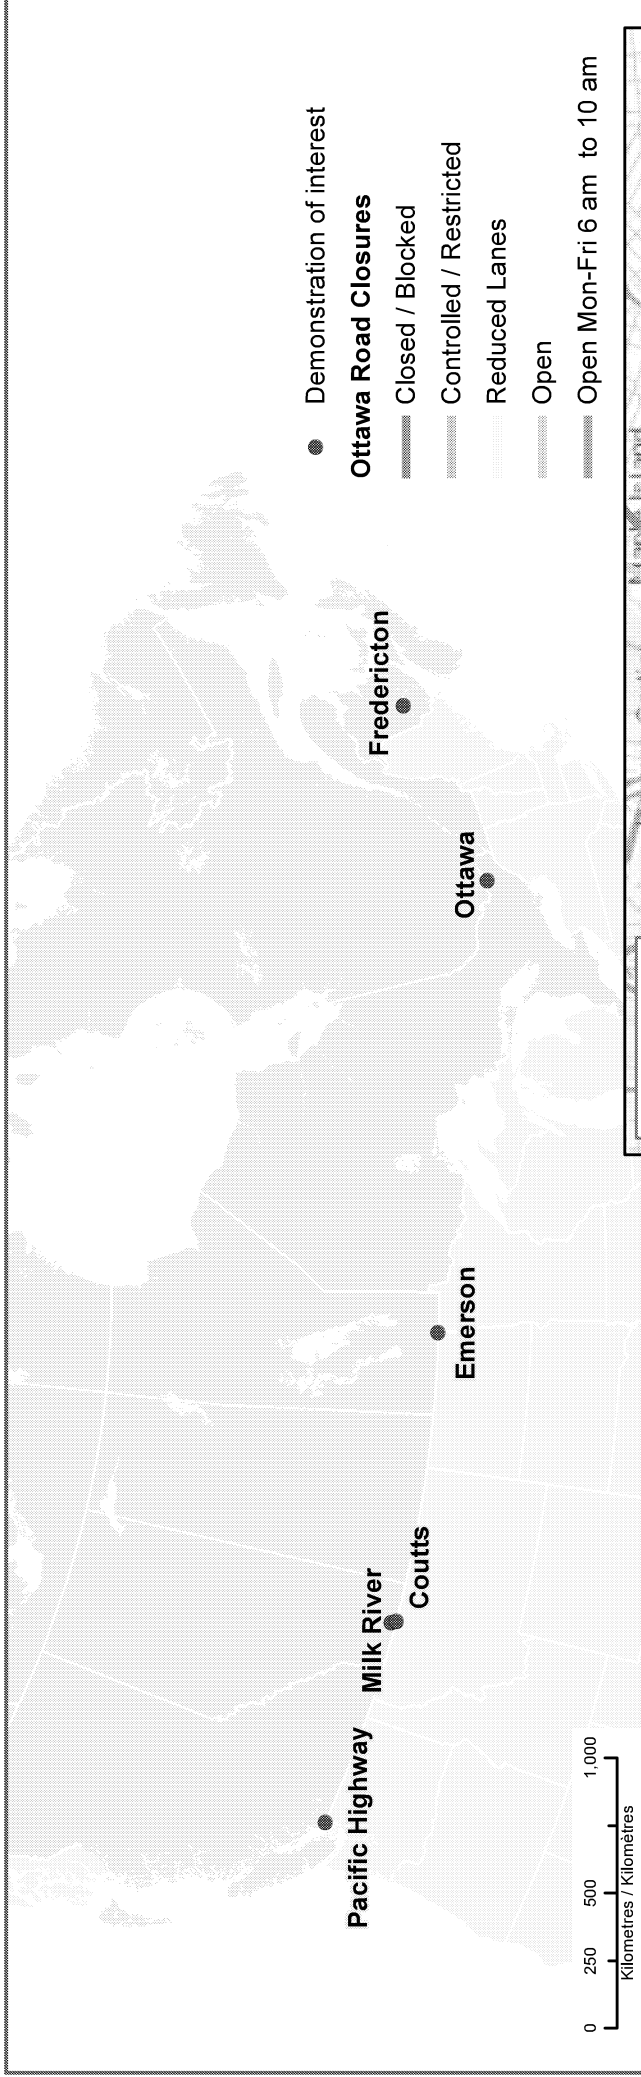 Demonstration of interest
Ottawa Road Closures
Closed / Blocked
Controlled / Restricted
Reduced Lanes
Open
Open Mon-Fri 6 am to 10 am
Pacific Highway
Milk River
Coutts
Emerson
Ottawa
Fredericton
0 250 500 1,000
Kilometres / Kilomètres